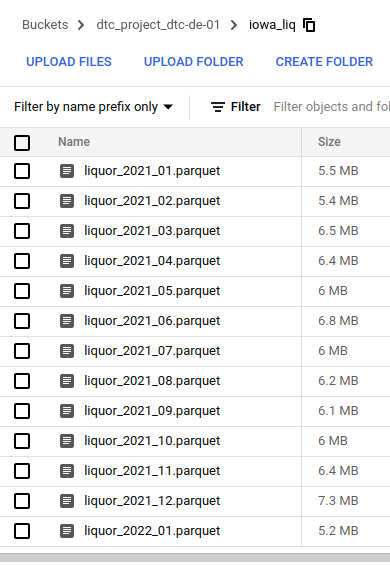 Buckets > dtc_project_dtc-de-01 > iowa_liq
UPLOAD FILES UPLOAD FOLDER CREATE FOLDER
Filter by name prefix only Filter Filter objects and fol
Name Size
liquor_2021_01.parquet 5.5 MB
liquor_2021_02.parquet 5.4 MB
liquor_2021_03.parquet 6.5 MB
liquor_2021_04.parquet 6.4 MB
liquor_2021_05.parquet 6 MB
liquor_2021_06.parquet 6.8 MB
liquor_2021_07.parquet 6 MB
liquor_2021_08.parquet 6.2 MB
liquor_2021_09.parquet 6.1 MB
liquor_2021_10.parquet 6 MB
liquor_2021_11.parquet 6.4 MB
liquor_2021_12.parquet 7.3 MB
liquor_2022_01.parquet 5.2 MB